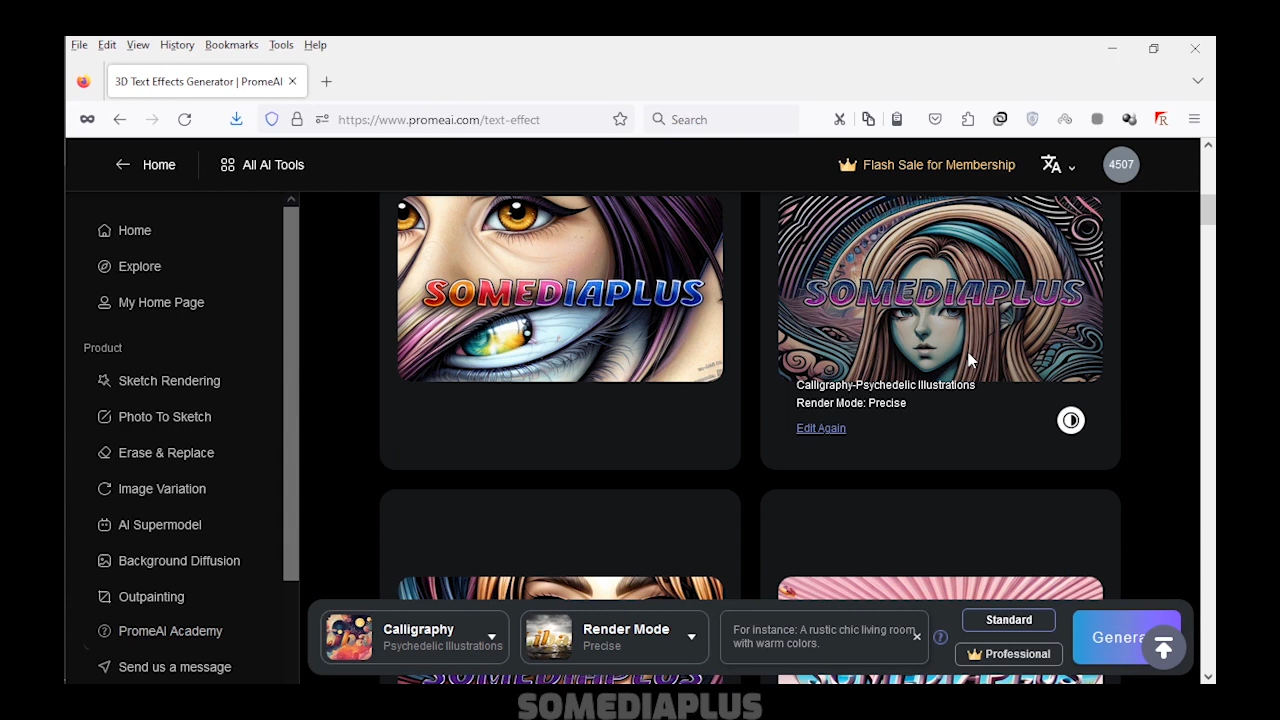 File Edit View History Bookmarks Tools Help
3D Text Effects Generator | PromeAI
https://www.promeai.com/text-effect
Search
Home
All AI Tools
Flash Sale for Membership
4507
Home
Explore
My Home Page
Product
Sketch Rendering
Photo To Sketch
Erase & Replace
Image Variation
AI Supermodel
Background Diffusion
Outpainting
PromeAI Academy
Send us a message
SOMEDIAPLUS
SOMEDIAPLUS
Calligraphy-Psychedelic Illustrations
Render Mode: Precise
Edit Again
Calligraphy
Psychedelic Illustrations
Render Mode
Precise
For instance: A rustic chic living room
with warm colors.
Standard
Professional
Genera
SOMEDIAPLUS